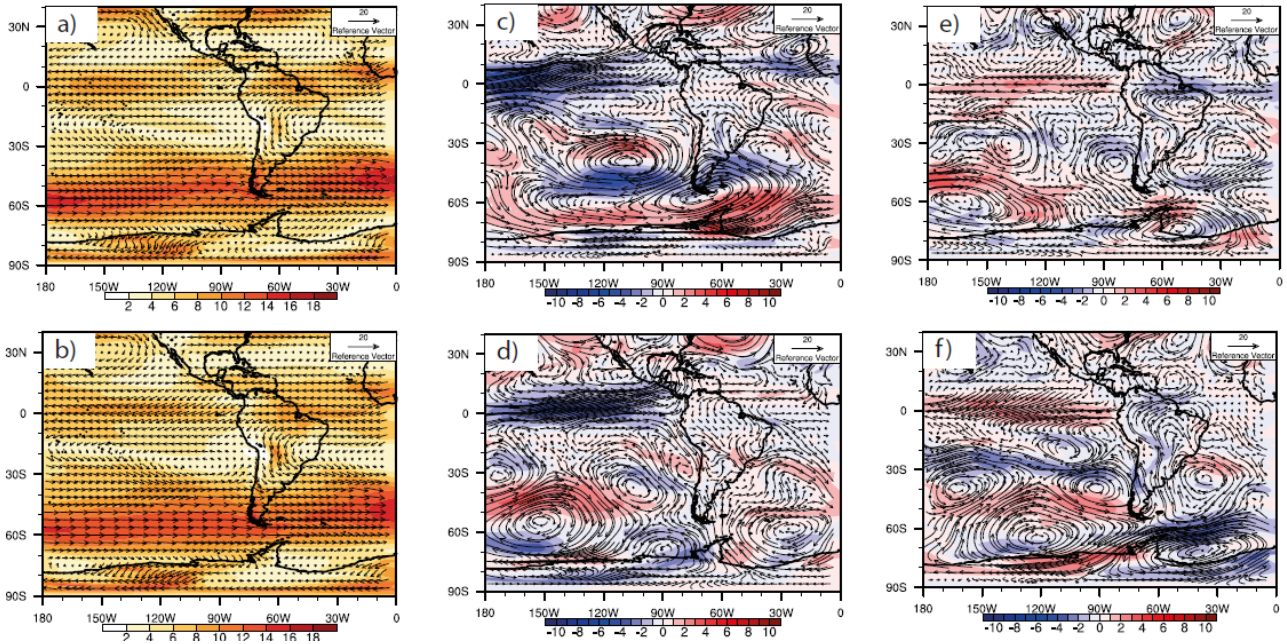 a)
20
Reference Vector
30N
0
30S
60S
90S
180 150W 120W 90W 60W 30W 0
2 4 6 8 10 12 14 16 18
c)
20
Reference Vector
30N
0
30S
60S
90S
180 150W 120W 90W 60W 30W 0
-10 -8 -6 -4 -2 0 2 4 6 8 10
e)
20
Reference Vector
30N
0
30S
60S
90S
180 150W 120W 90W 60W 30W 0
-10 -8 -6 -4 -2 0 2 4 6 8 10
b)
20
Reference Vector
30N
0
30S
60S
90S
180 150W 120W 90W 60W 30W 0
2 4 6 8 10 12 14 16 18
d)
20
Reference Vector
30N
0
30S
60S
90S
180 150W 120W 90W 60W 30W 0
-10 -8 -6 -4 -2 0 2 4 6 8 10
f)
20
Reference Vector
30N
0
30S
60S
90S
180 150W 120W 90W 60W 30W 0
-10 -8 -6 -4 -2 0 2 4 6 8 10